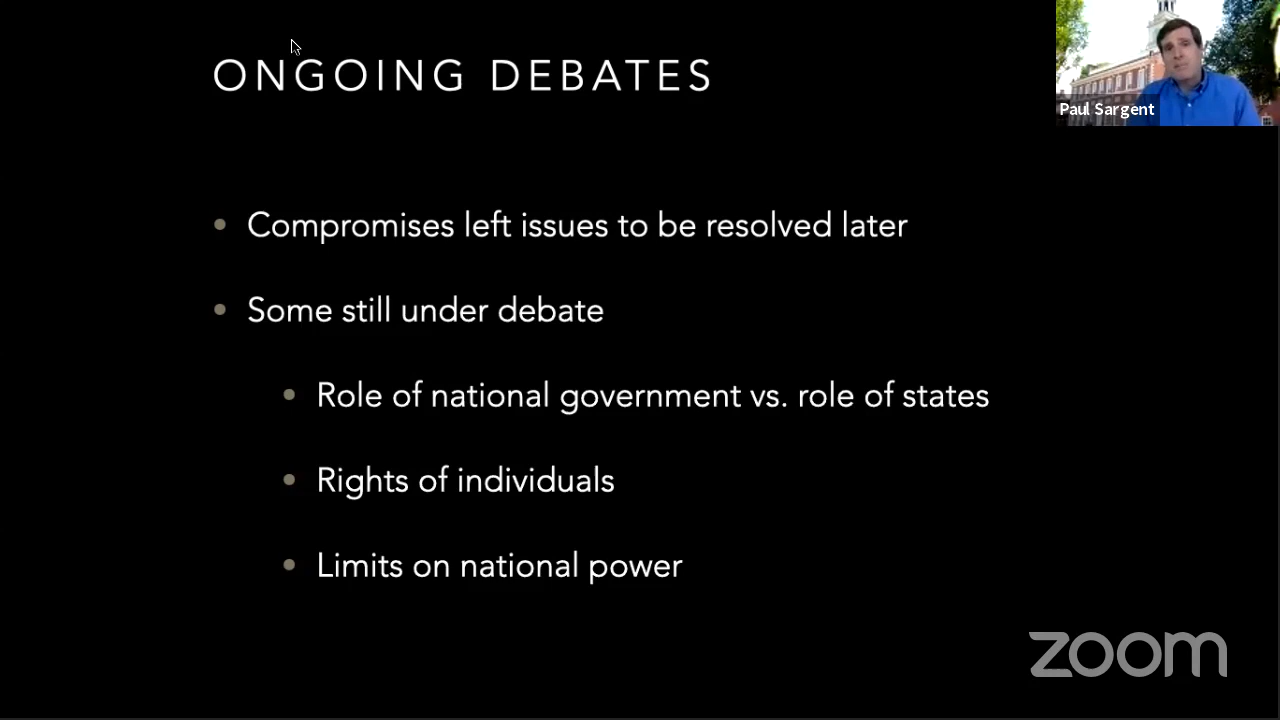 ONGOING DEBATES
Paul Sargent
Compromises left issues to be resolved later
Some still under debate
Role of national government vs. role of states
Rights of individuals
Limits on national power
zoom